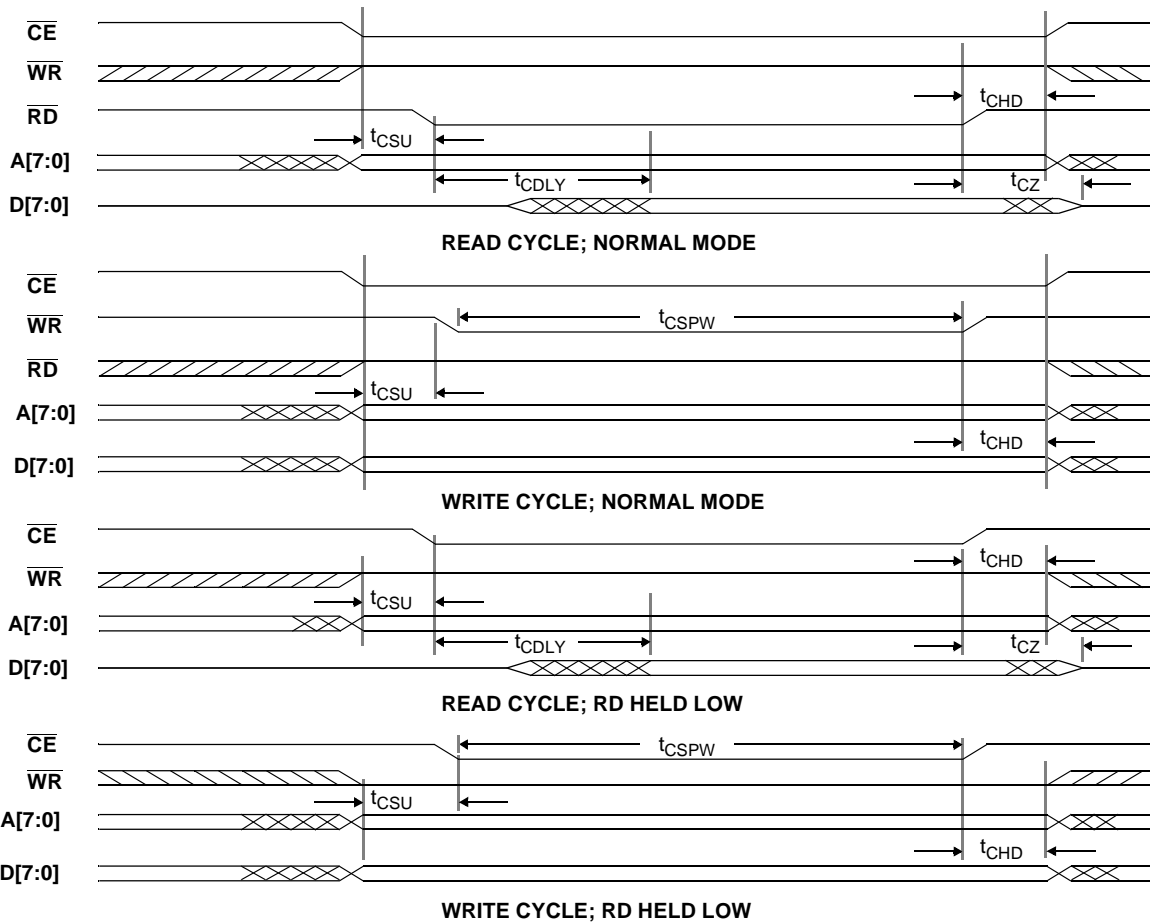 CE
WR
tCHD
RD
tCSU
A[7:0]
tCDLY
tCZ
D[7:0]
READ CYCLE; NORMAL MODE
CE
tCSPW
WR
RD
tCSU
A[7:0]
tCHD
D[7:0]
WRITE CYCLE; NORMAL MODE
CE
tCHD
WR
tCSU
A[7:0]
tCDLY
tCZ
D[7:0]
READ CYCLE; RD HELD LOW
CE
tCSPW
WR
tCSU
A[7:0]
tCHD
D[7:0]
WRITE CYCLE; RD HELD LOW